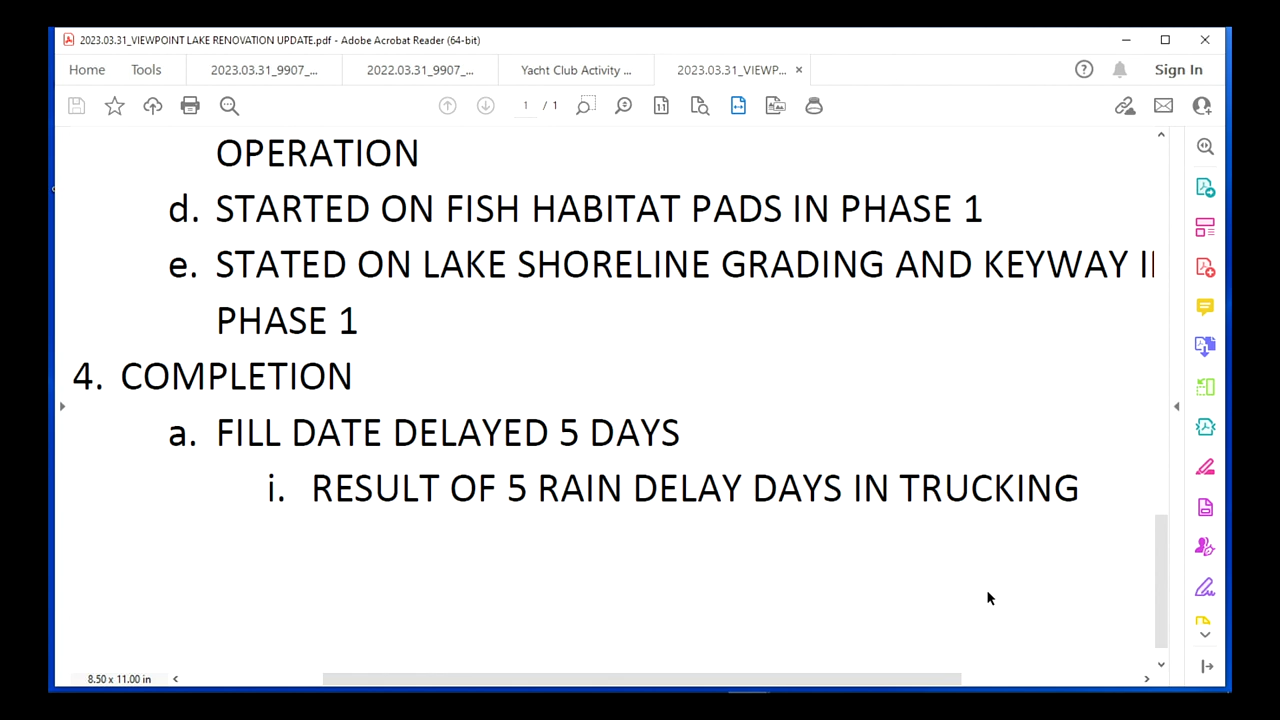 2023.03.31_VIEWPOINT LAKE RENOVATION UPDATE.pdf - Adobe Acrobat Reader (64-bit)
Home Tools 2023.03.31_9907_... 2022.03.31_9907_... Yacht Club Activity ... 2023.03.31_VIEWP... ×
Sign In
1 / 1
OPERATION
d. STARTED ON FISH HABITAT PADS IN PHASE 1
e. STATED ON LAKE SHORELINE GRADING AND KEYWAY
PHASE 1
4. COMPLETION
a. FILL DATE DELAYED 5 DAYS
i. RESULT OF 5 RAIN DELAY DAYS IN TRUCKING
8.50 x 11.00 in